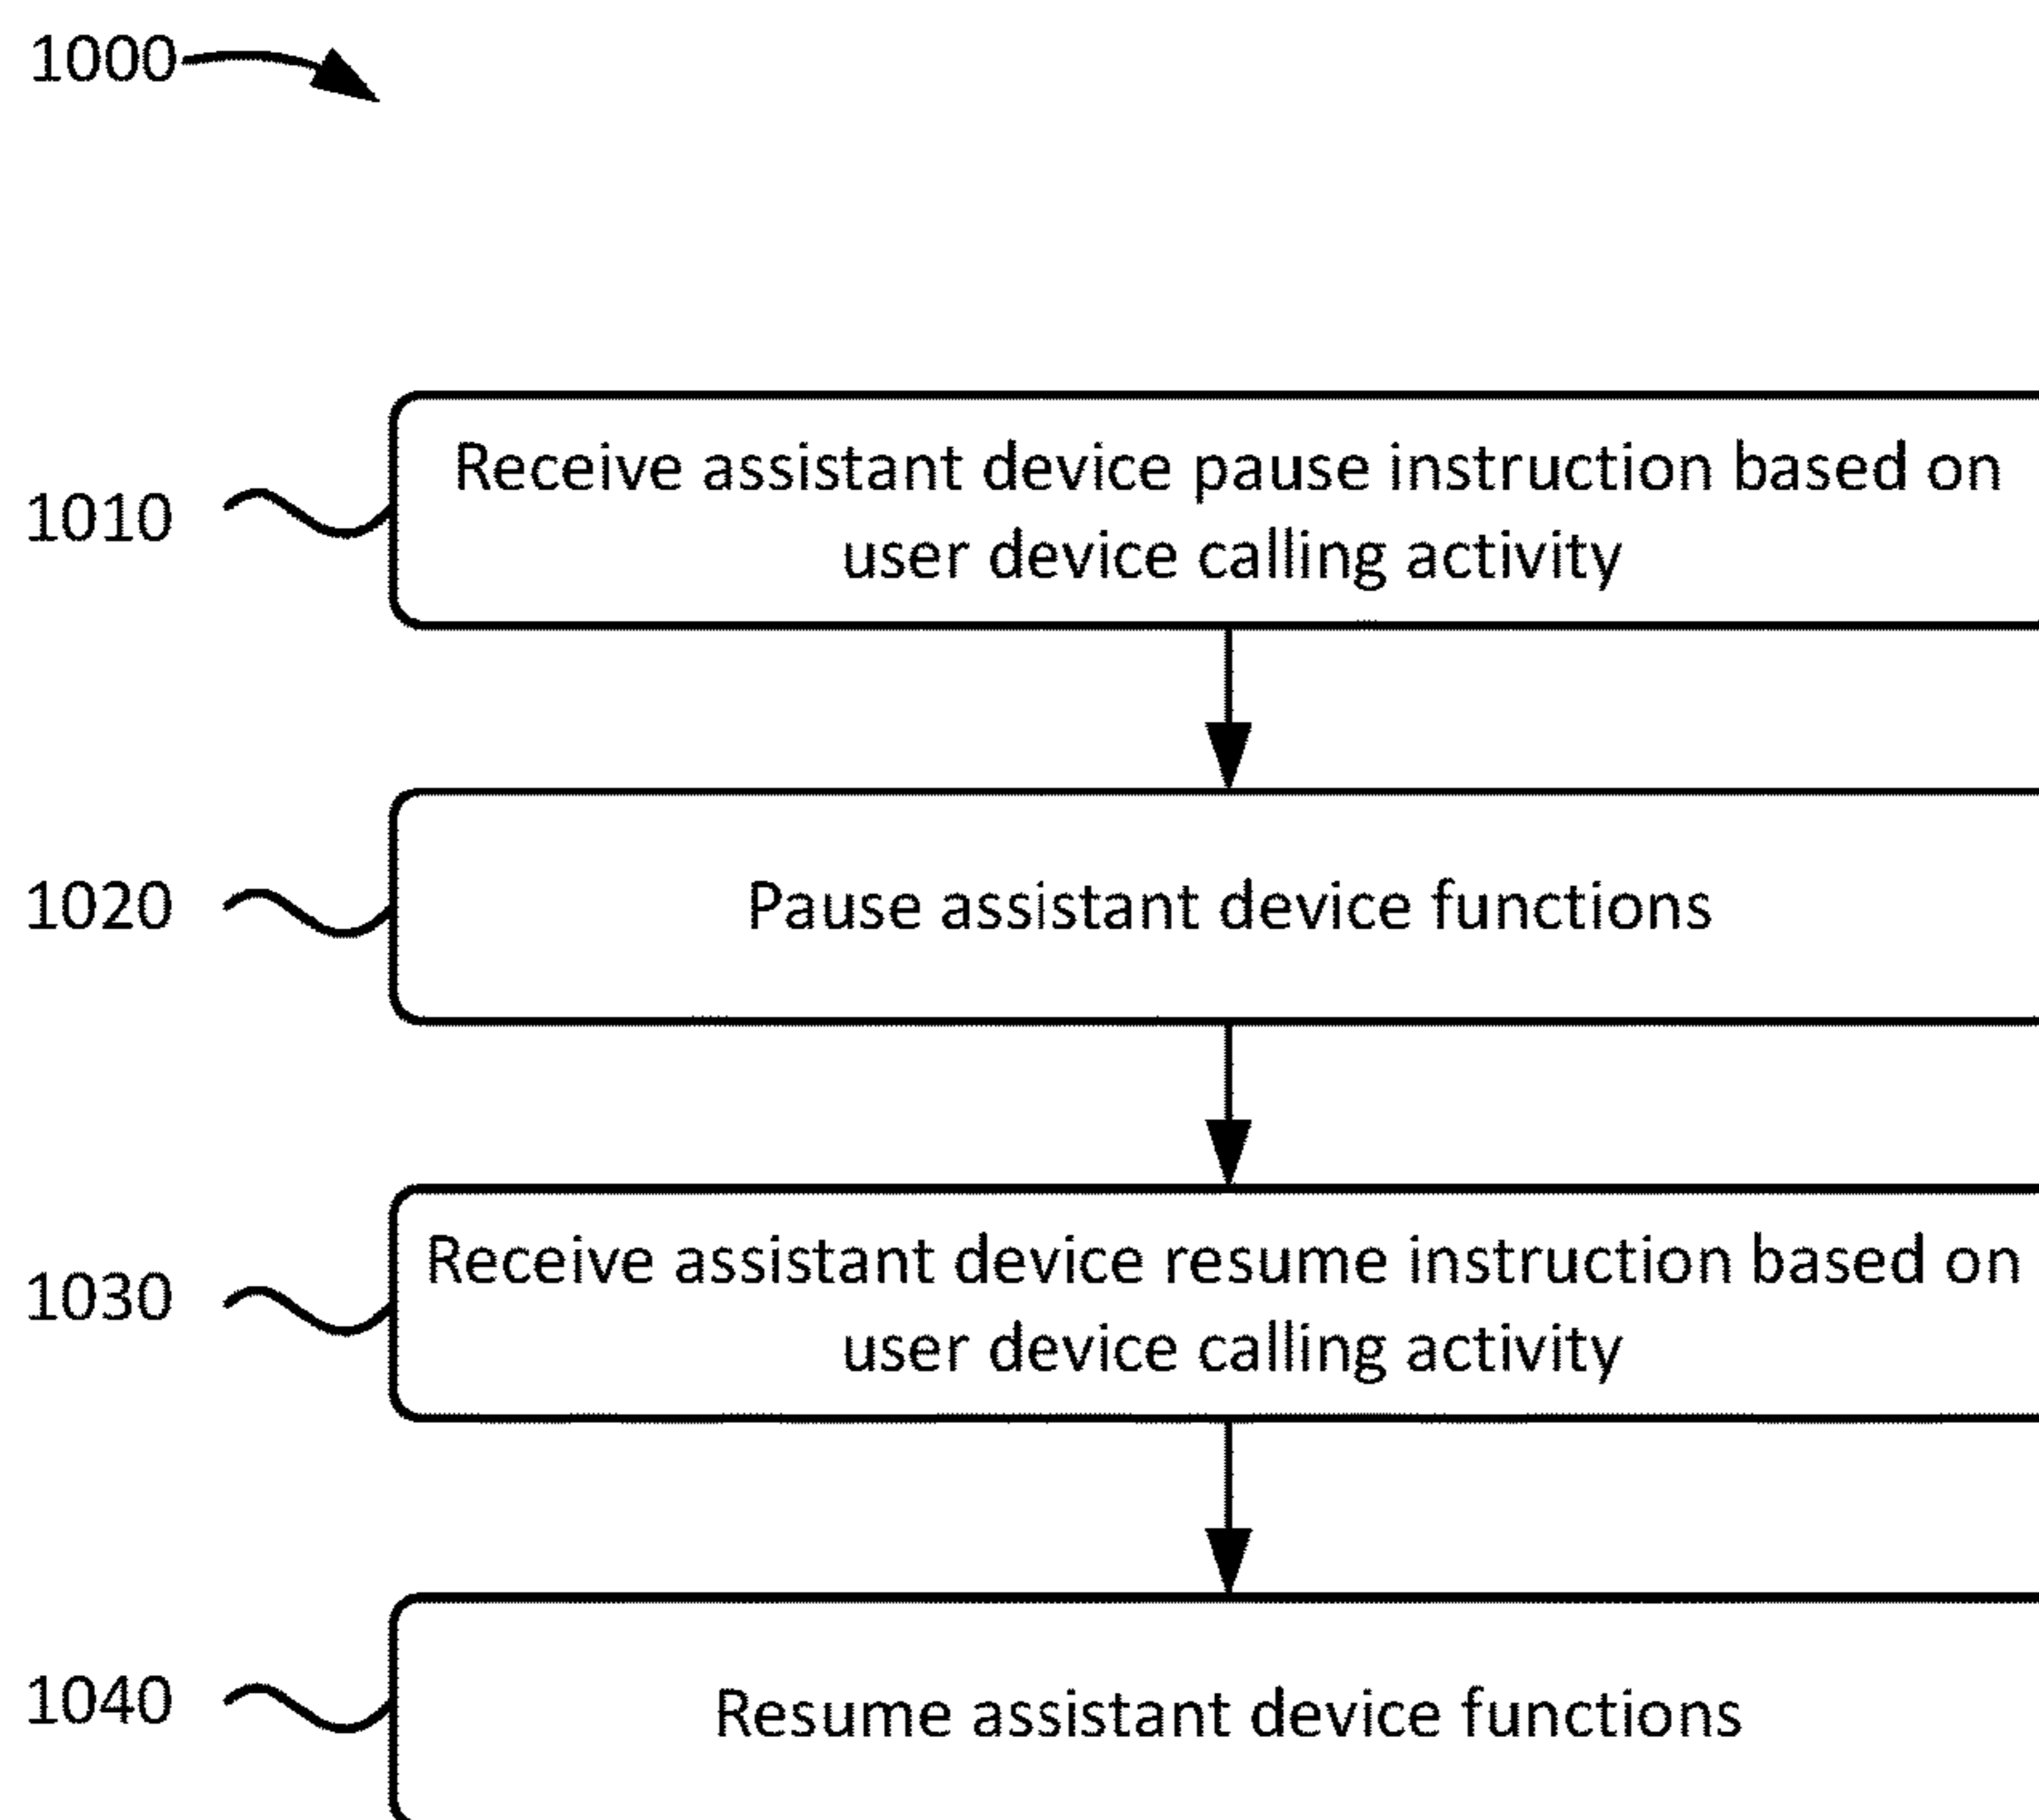 1000
Receive assistant device pause instruction based on
1010
user device calling activity
1020
Pause assistant device functions
Receive assistant device resume instruction based on
1030
user device calling activity
1040
Resume assistant device functions